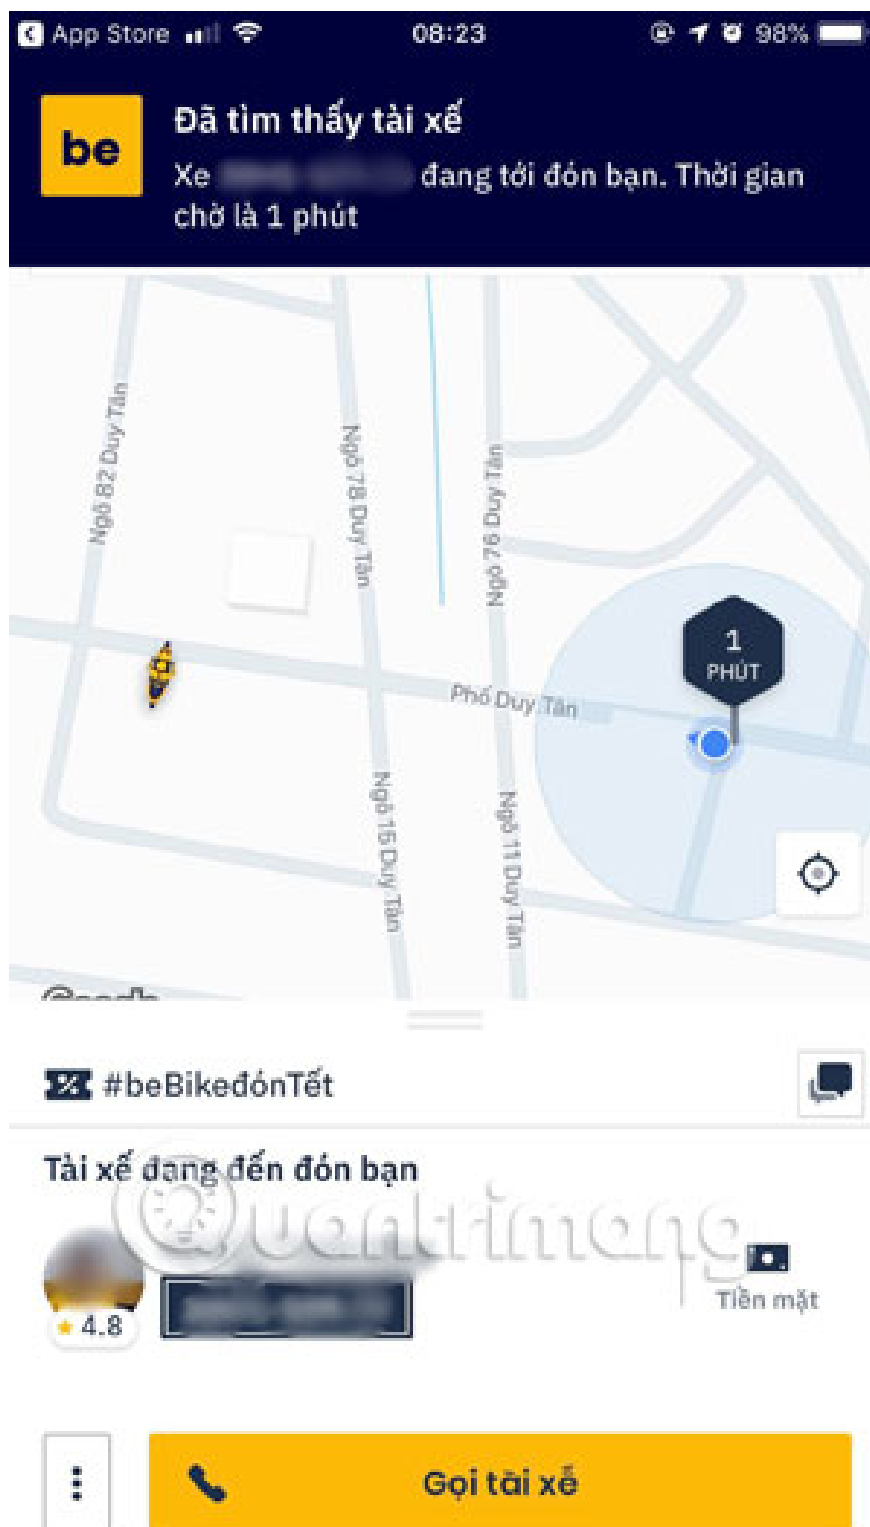 App Store
08:23
98%
be
Đã tìm thấy tài xế
Xe đang tới đón bạn. Thời gian
chờ là 1 phút
Ngõ 82 Duy Tân
Ngõ 78 Duy Tân
Ngõ 76 Duy Tân
1
PHÚT
Phố Duy Tân
Ngõ 15 Duy Tân
Ngõ 11 Duy Tân
Google
#beBikeđónTết
Tài xế đang đến đón bạn
Quantrimang
4.8
Tiền mặt
Gọi tài xế